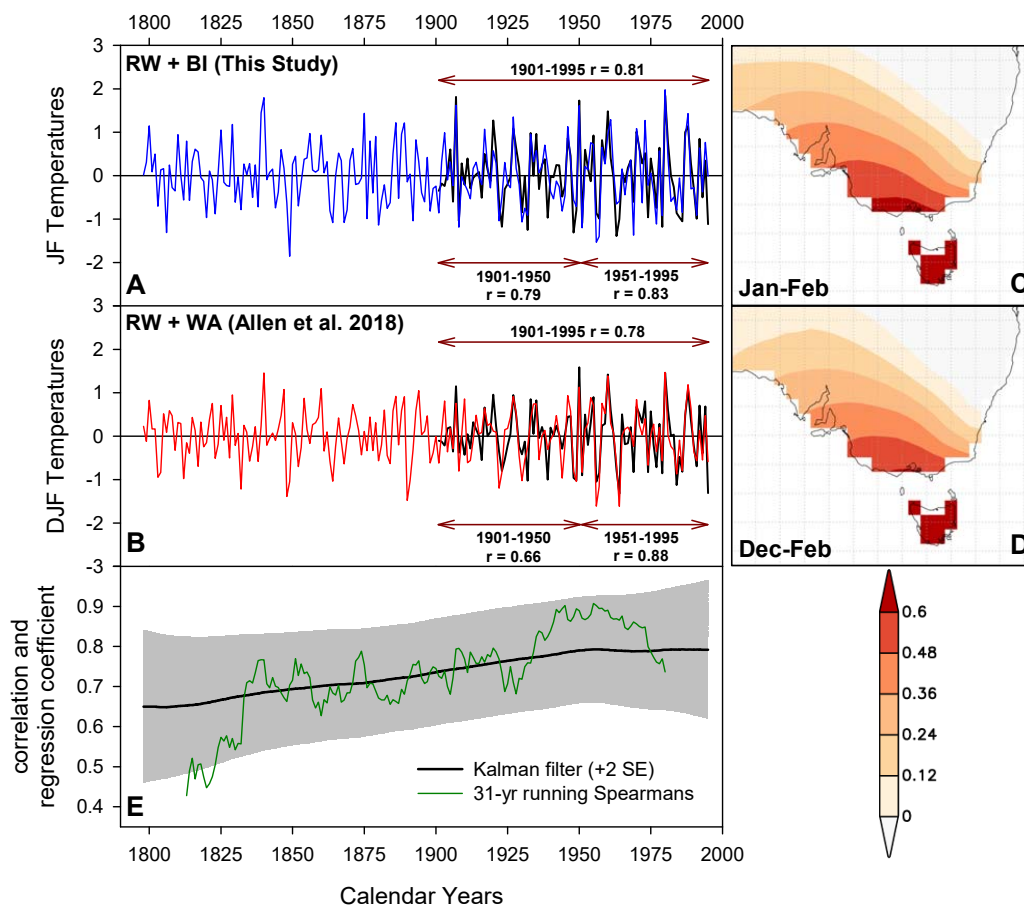 1800 1825 1850 1875 1900 1925 1950 1975 2000
3
2
1
0
-1
-2
3
JF Temperatures
RW + BI (This Study)
1901-1995 r = 0.81
1901-1950
r = 0.79
1951-1995
r = 0.83
A
Jan-Feb
C
2
1
0
-1
-2
-3
DJF Temperatures
RW + WA (Allen et al. 2018)
1901-1995 r = 0.78
1901-1950
r = 0.66
1951-1995
r = 0.88
B
Dec-Feb
D
0.9
0.8
0.7
0.6
0.5
0.4
correlation and
regression coefficient
Kalman filter (+2 SE)
31-yr running Spearmans
E
0.6
0.48
0.36
0.24
0.12
0
1800 1825 1850 1875 1900 1925 1950 1975 2000
Calendar Years